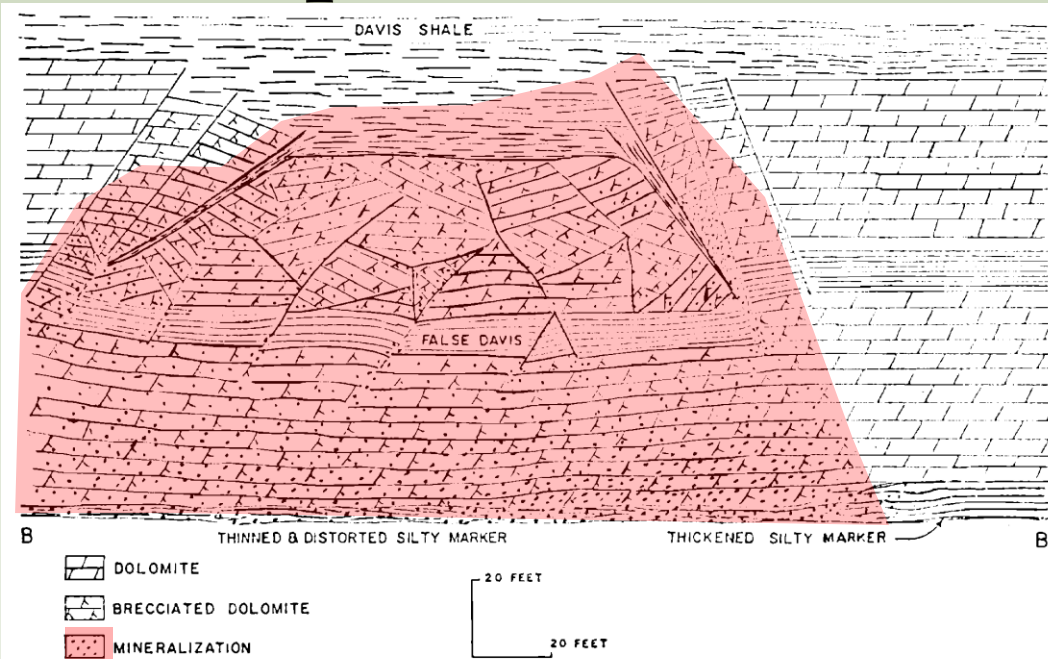 DAVIS SHALE
FALSE DAVIS
B THINNED & DISTORTED SILTY MARKER THICKENED SILTY MARKER B
DOLOMITE
BRECCIATED DOLOMITE
MINERALIZATION
20 FEET
20 FEET